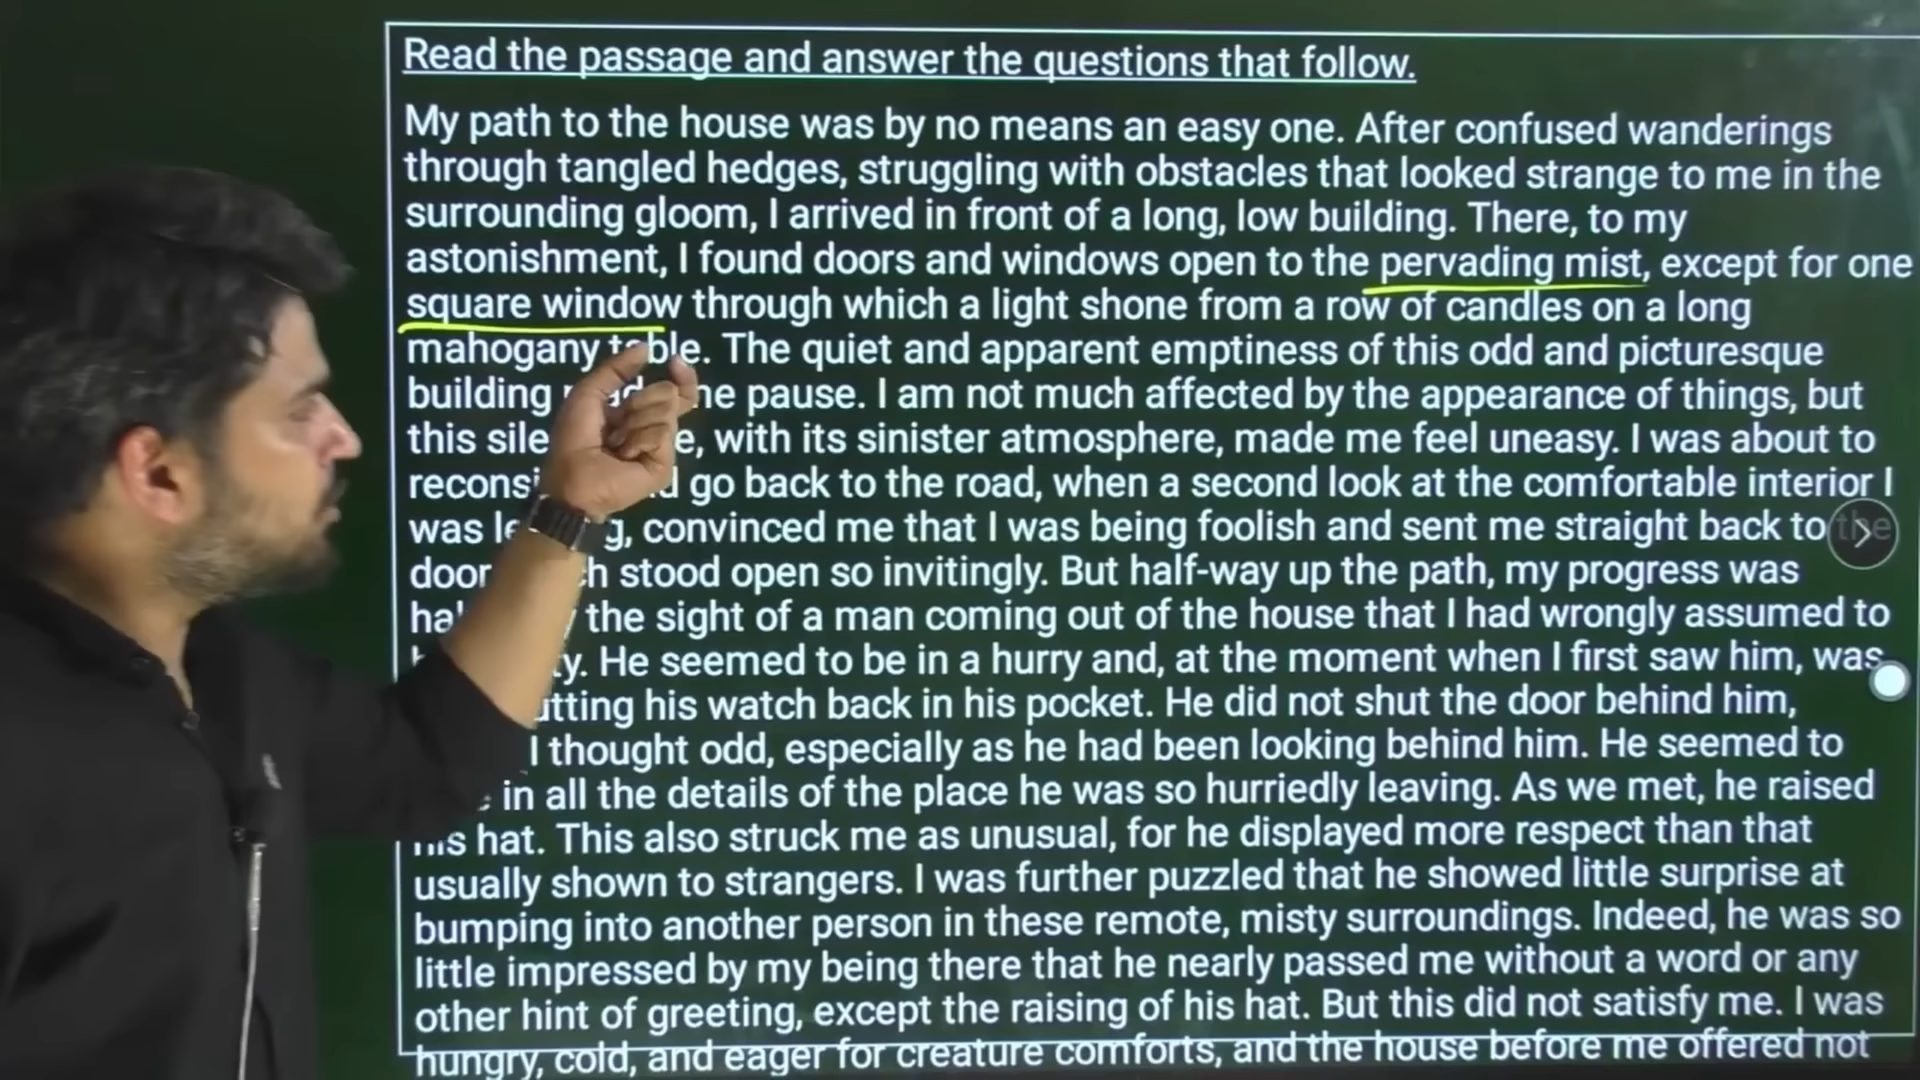 Read the passage and answer the questions that follow.
My path to the house was by no means an easy one. After confused wanderings
through tangled hedges, struggling with obstacles that looked strange to me in the
surrounding gloom, I arrived in front of a long, low building. There, to my
astonishment, I found doors and windows open to the pervading mist, except for one
square window through which a light shone from a row of candles on a long
mahogany table. The quiet and apparent emptiness of this odd and picturesque
building me pause. I am not much affected by the appearance of things, but
this with its sinister atmosphere, made me feel uneasy. I was about to
go back to the road, when a second look at the comfortable interior I
was convinced me that I was being foolish and sent me straight back to the
door stood open so invitingly. But half-way up the path, my progress was
the sight of a man coming out of the house that I had wrongly assumed to
He seemed to be in a hurry and, at the moment when I first saw him, was
putting his watch back in his pocket. He did not shut the door behind him,
I thought odd, especially as he had been looking behind him. He seemed to
in all the details of the place he was so hurriedly leaving. As we met, he raised
his hat. This also struck me as unusual, for he displayed more respect than that
usually shown to strangers. I was further puzzled that he showed little surprise at
bumping into another person in these remote, misty surroundings. Indeed, he was so
little impressed by my being there that he nearly passed me without a word or any
other hint of greeting, except the raising of his hat. But this did not satisfy me. I was
hungry, cold, and eager for creature comforts, and the house before me offered not